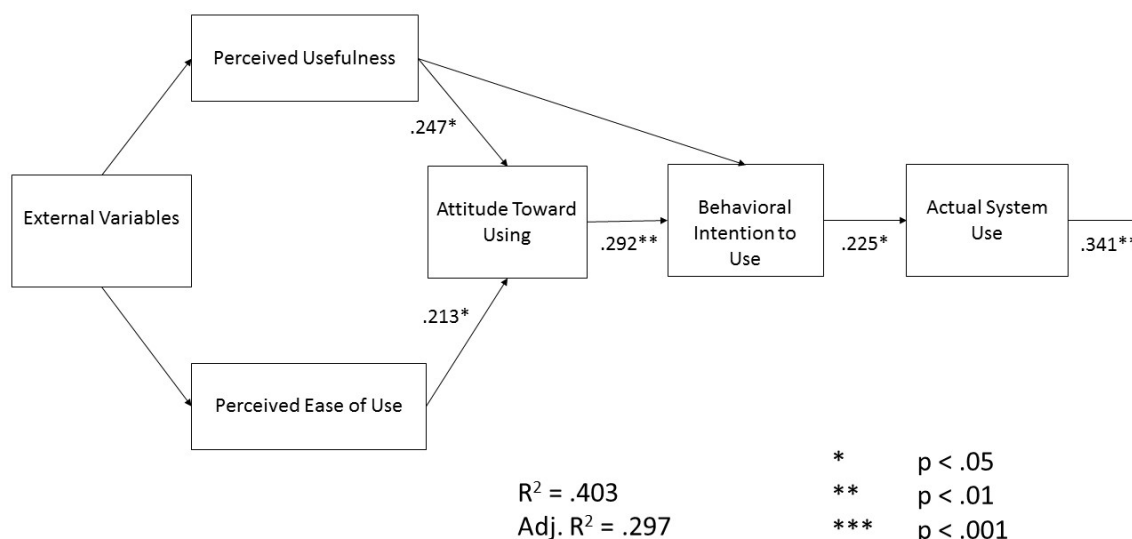 Perceived Usefulness
.247*
External Variables
Attitude Toward
Using
.292**
Behavioral
Intention to
Use
.225*
Actual System
Use
.341**
.213*
Perceived Ease of Use
R² = .403
Adj. R² = .297
* p < .05
** p < .01
*** p < .001